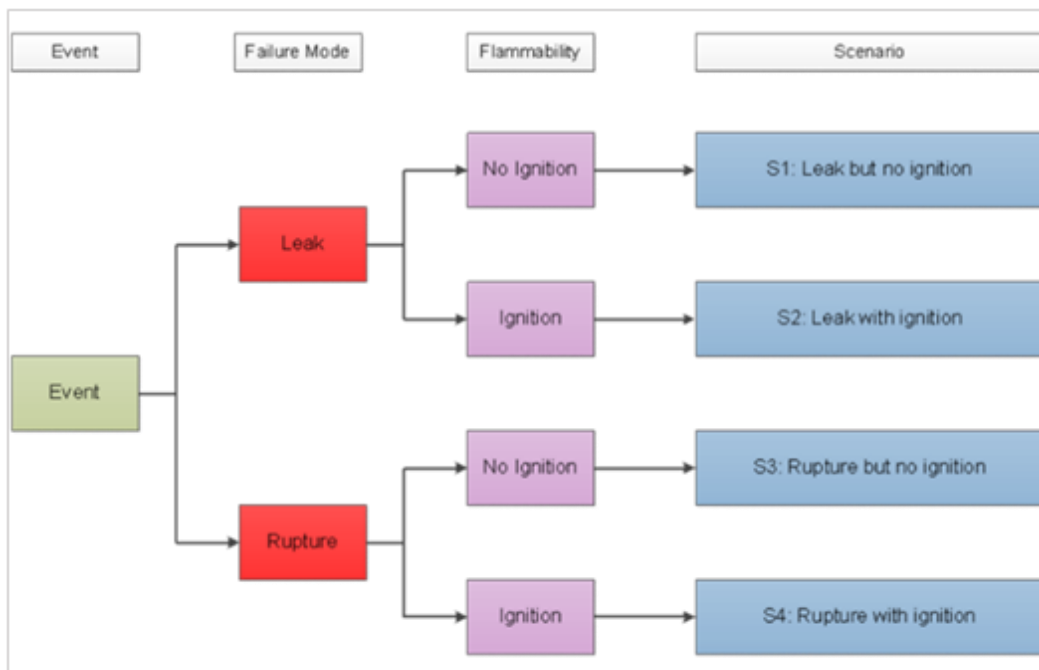 Event
Failure Mode
Flammability
Scenario
No Ignition
S1: Leak but no ignition
Leak
Ignition
S2: Leak with ignition
Event
No Ignition
S3: Rupture but no ignition
Rupture
Ignition
S4: Rupture with ignition